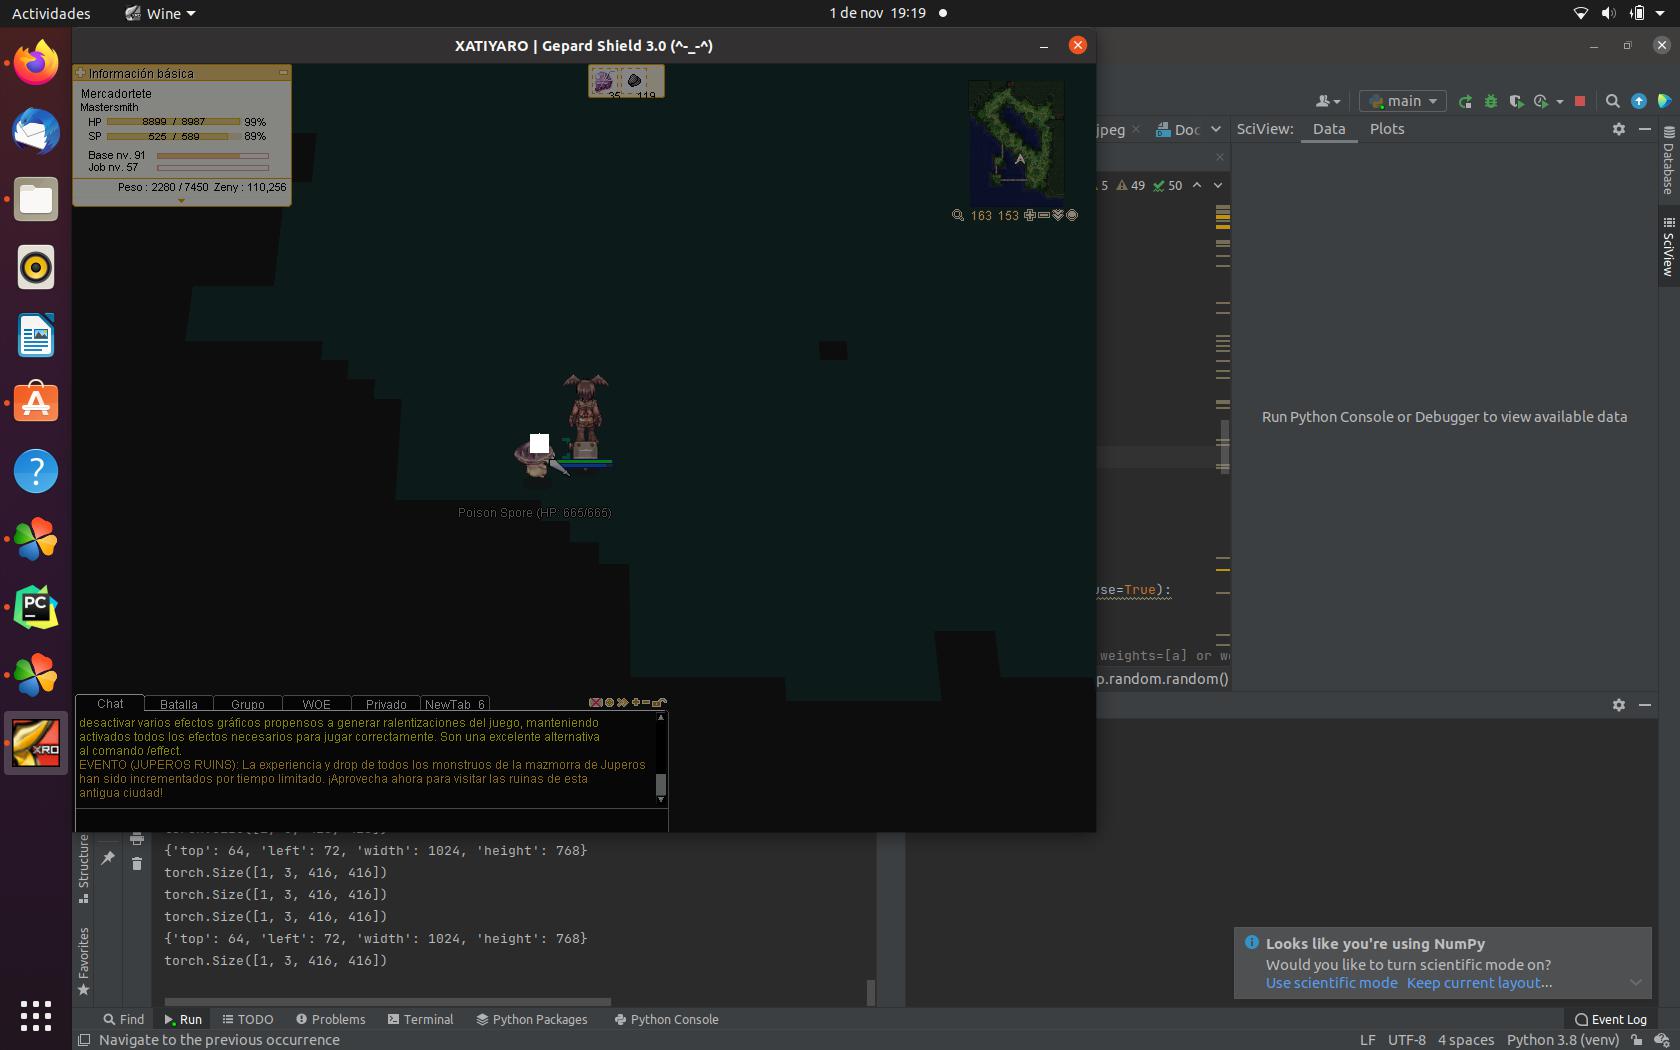 Actividades
Wine
1 de nov 19:19
XATIYARO | Gepard Shield 3.0 (^-_-^)
Información básica
Mercadortete
Mastersmith
HP 8899 / 8987 99%
SP 525 / 589 89%
Base nv. 91
Job nv. 57
Peso : 2280 / 7450 Zeny : 110,256
35 119
163 153
Poison Spore (HP: 665/665)
Chat Batalla Grupo WOE Privado NewTab_6
desactivar varios efectos gráficos propensos a generar ralentizaciones del juego, manteniendo
activados todos los efectos necesarios para jugar correctamente. Son una excelente alternativa
al comando /effect.
EVENTO (JUPEROS RUINS): La experiencia y drop de todos los monstruos de la mazmorra de Juperos
han sido incrementados por tiempo limitado. ¡Aprovecha ahora para visitar las ruinas de esta
antigua ciudad!
main
jpeg Doc
SciView: Data Plots
5 49 50
Database
SciView
Run Python Console or Debugger to view available data
use=True):
weights=[a] or w
p.random.random()
{'top': 64, 'left': 72, 'width': 1024, 'height': 768}
torch.Size([1, 3, 416, 416])
torch.Size([1, 3, 416, 416])
torch.Size([1, 3, 416, 416])
{'top': 64, 'left': 72, 'width': 1024, 'height': 768}
torch.Size([1, 3, 416, 416])
Structure
Favorites
Looks like you're using NumPy
Would you like to turn scientific mode on?
Use scientific mode Keep current layout...
Find Run TODO Problems Terminal Python Packages Python Console Event Log
Navigate to the previous occurrence
LF UTF-8 4 spaces Python 3.8 (venv)
PC
XRO